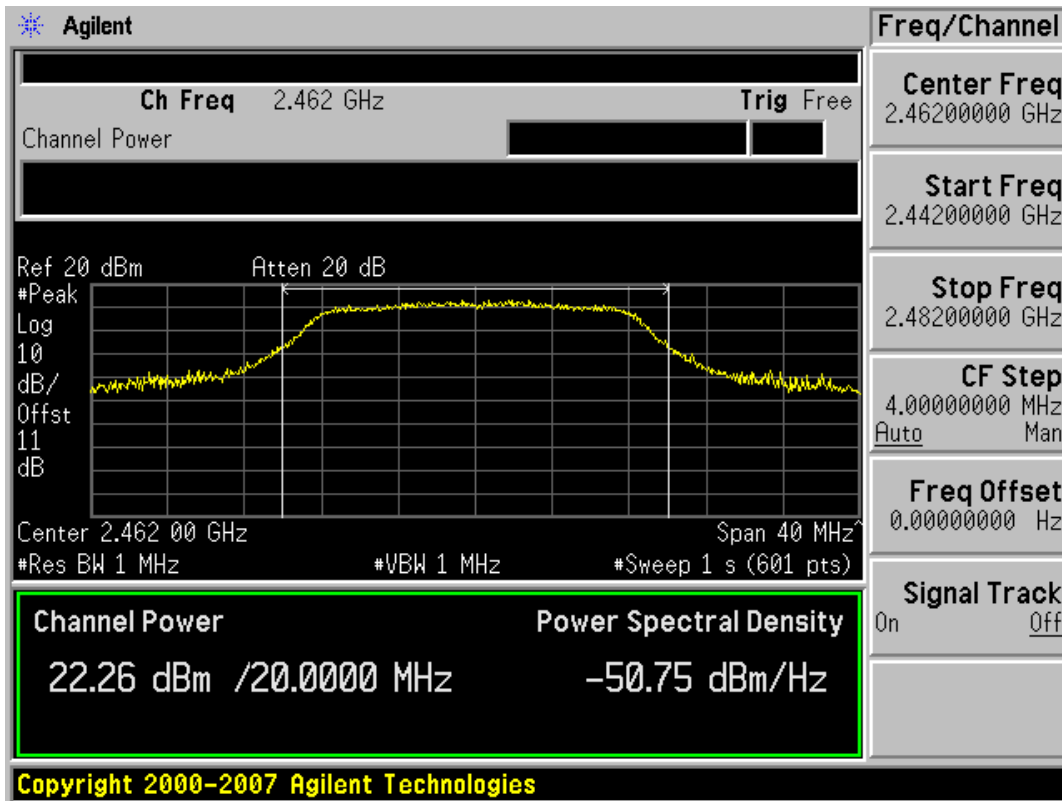 Agilent
Freq/Channel
Ch Freq 2.462 GHz Trig Free
Channel Power
Center Freq
2.46200000 GHz
Start Freq
2.44200000 GHz
Stop Freq
2.48200000 GHz
CF Step
4.00000000 MHz
Auto Man
Freq Offset
0.00000000 Hz
Signal Track
On Off
Ref 20 dBm Atten 20 dB
#Peak
Log
10
dB/
Offst
11
dB
Center 2.462 00 GHz Span 40 MHz^
#Res BW 1 MHz #VBW 1 MHz #Sweep 1 s (601 pts)
Channel Power Power Spectral Density
22.26 dBm /20.0000 MHz -50.75 dBm/Hz
Copyright 2000-2007 Agilent Technologies